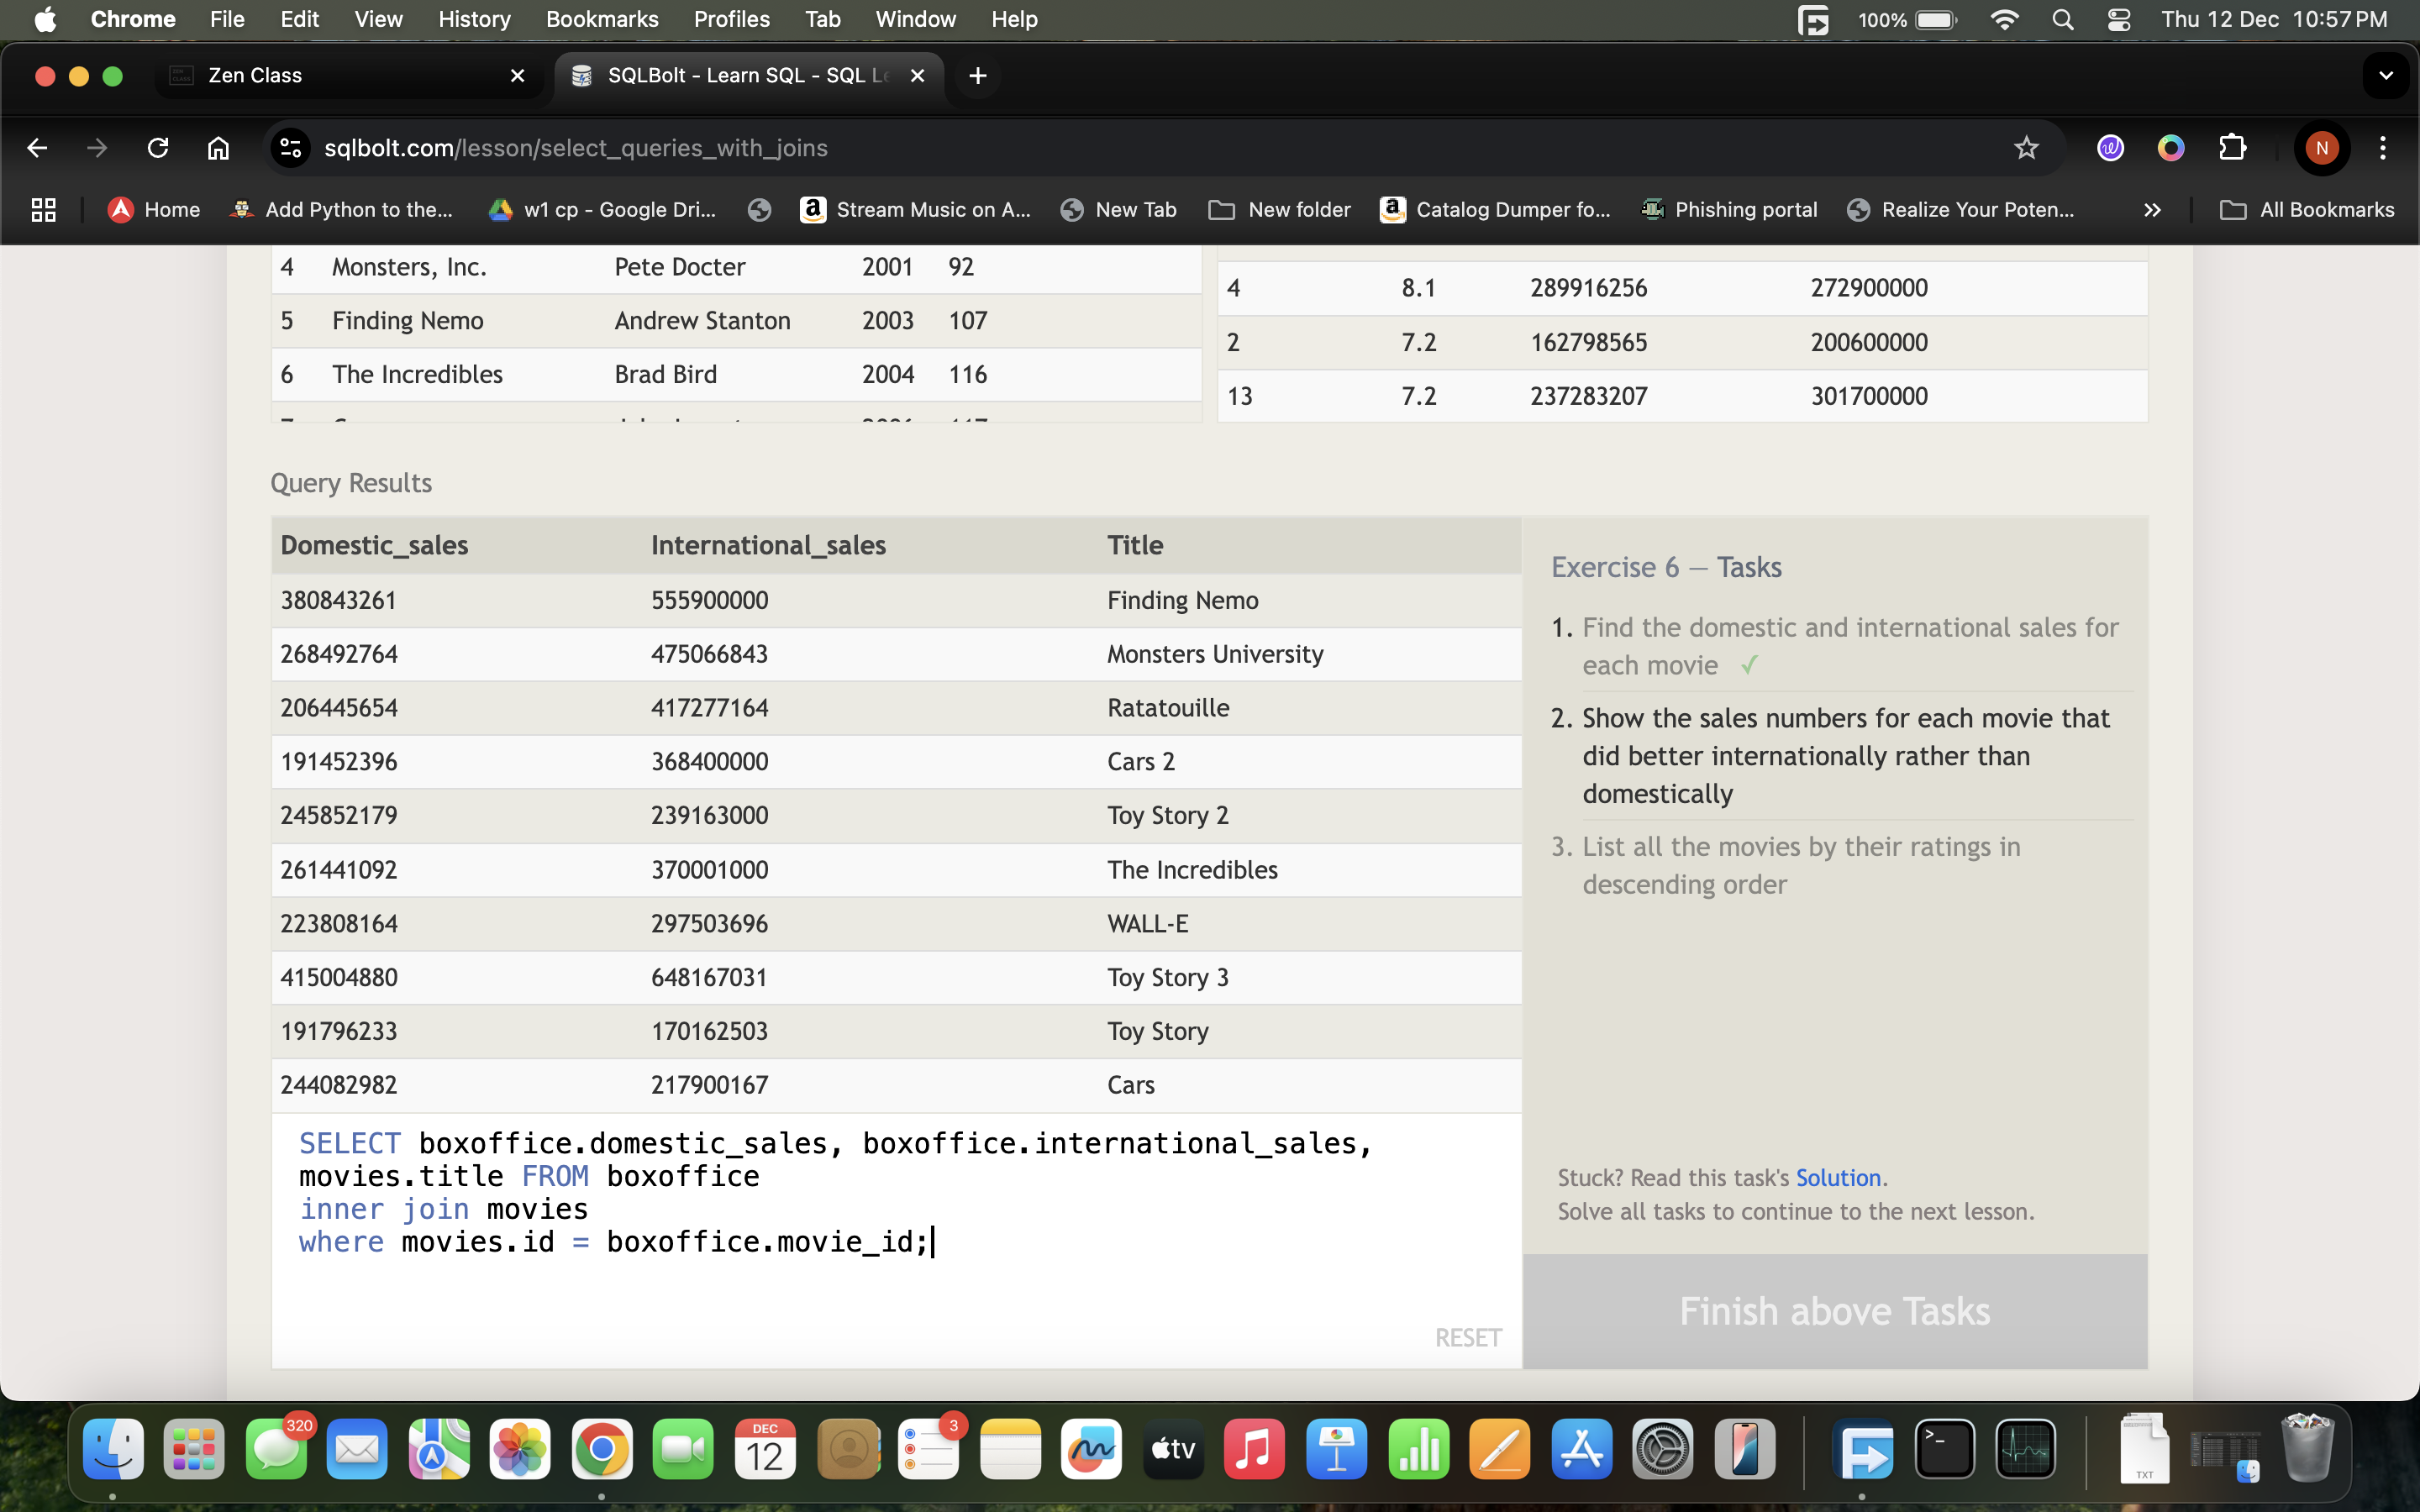 Chrome File Edit View History Bookmarks Profiles Tab Window Help 100% Thu 12 Dec 10:57 PM
Zen Class SQLBolt - Learn SQL - SQL Le
sqlbolt.com/lesson/select_queries_with_joins N
Home Add Python to the... w1 cp - Google Dri... Stream Music on A... New Tab New folder Catalog Dumper fo... Phishing portal Realize Your Poten... All Bookmarks
4 Monsters, Inc. Pete Docter 2001 92
5 Finding Nemo Andrew Stanton 2003 107
6 The Incredibles Brad Bird 2004 116
4 8.1 289916256 272900000
2 7.2 162798565 200600000
13 7.2 237283207 301700000
Query Results
Domestic_sales International_sales Title
380843261 555900000 Finding Nemo
268492764 475066843 Monsters University
206445654 417277164 Ratatouille
191452396 368400000 Cars 2
245852179 239163000 Toy Story 2
261441092 370001000 The Incredibles
223808164 297503696 WALL-E
415004880 648167031 Toy Story 3
191796233 170162503 Toy Story
244082982 217900167 Cars
SELECT boxoffice.domestic_sales, boxoffice.international_sales,
movies.title FROM boxoffice
inner join movies
where movies.id = boxoffice.movie_id;
RESET
Exercise 6 — Tasks
1. Find the domestic and international sales for
each movie ✓
2. Show the sales numbers for each movie that
did better internationally rather than
domestically
3. List all the movies by their ratings in
descending order
Stuck? Read this task's Solution.
Solve all tasks to continue to the next lesson.
Finish above Tasks
320
DEC
12
3
tv
TXT